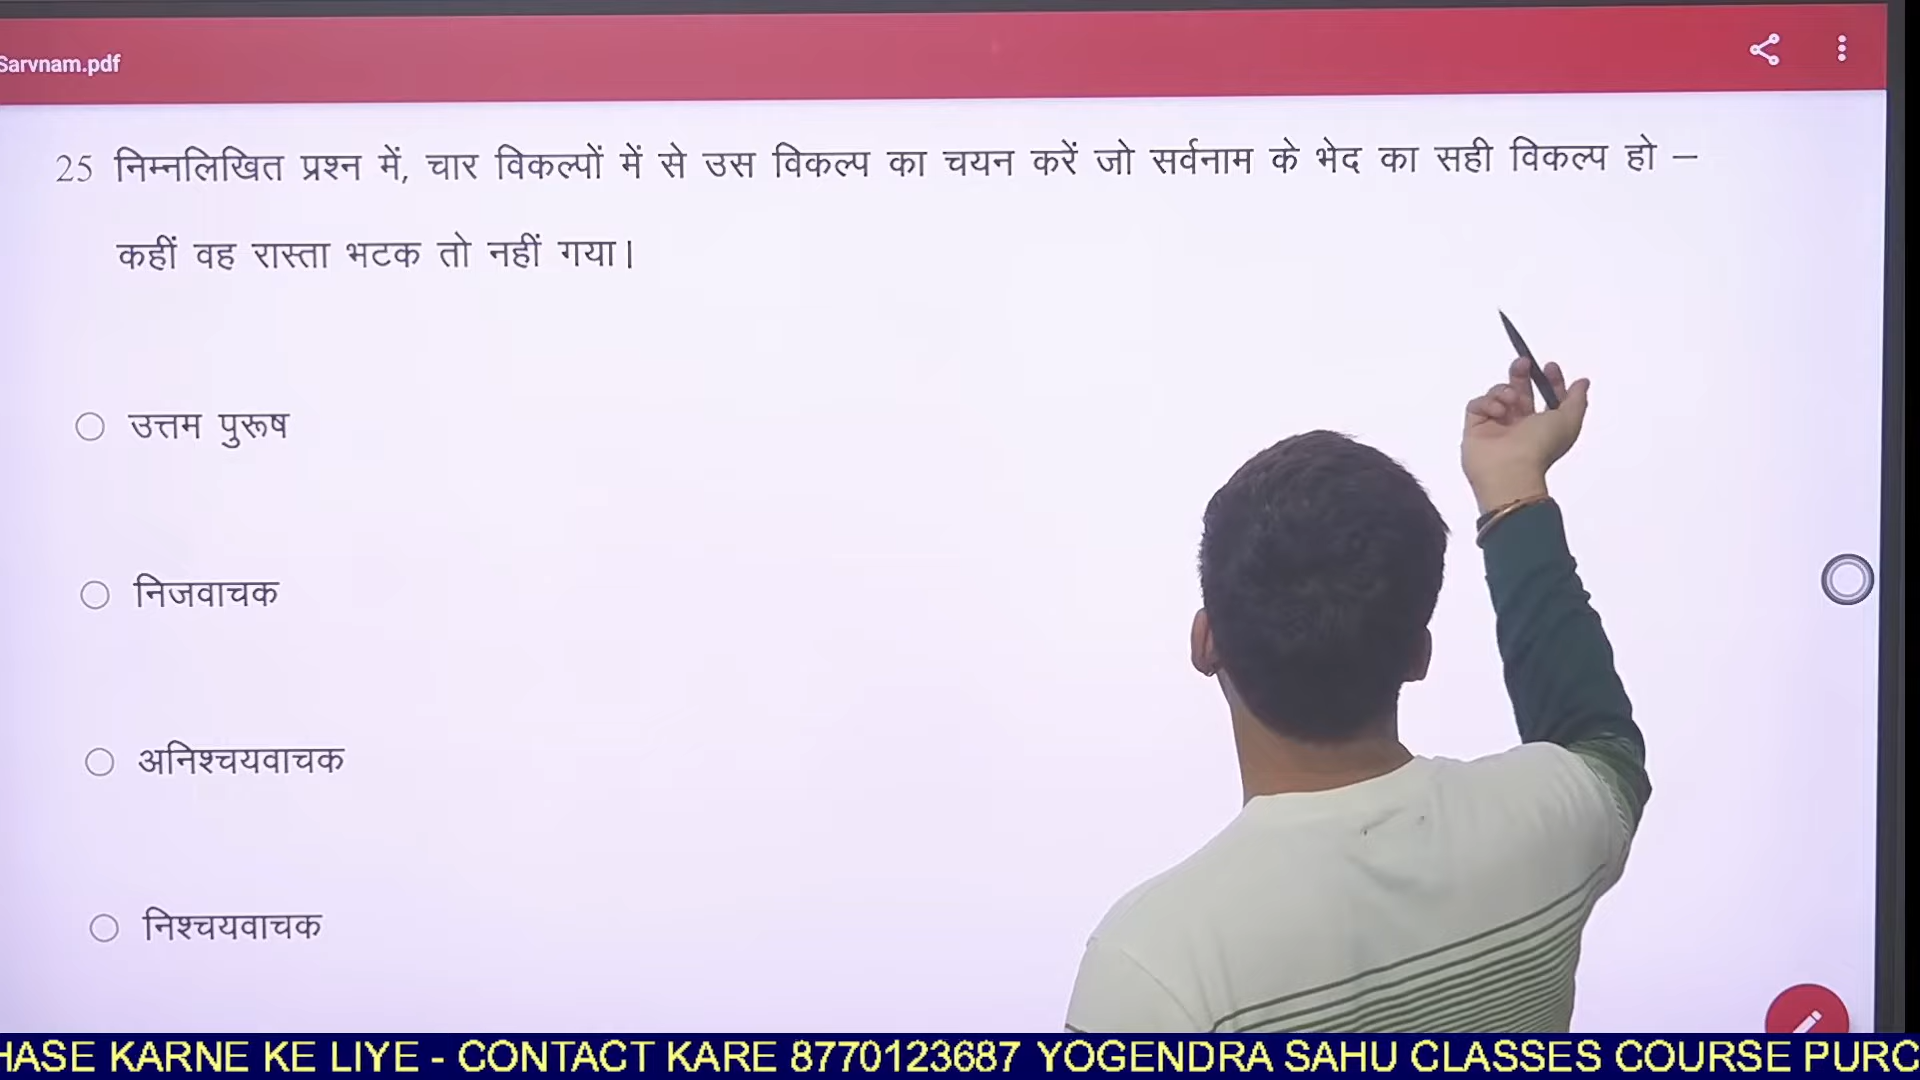 Sarvnam.pdf
25 निम्नलिखित प्रश्न में, चार विकल्पों में से उस विकल्प का चयन करें जो सर्वनाम के भेद का सही विकल्प हो –
कहीं वह रास्ता भटक तो नहीं गया।
उत्तम पुरूष
निजवाचक
अनिश्चयवाचक
निश्चयवाचक
HASE KARNE KE LIYE - CONTACT KARE 8770123687 YOGENDRA SAHU CLASSES COURSE PURC